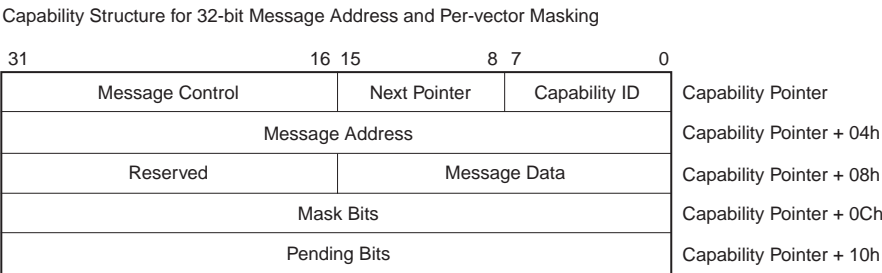 Capability Structure for 32-bit Message Address and Per-vector Masking
31 16 15 8 7 0
Message Control Next Pointer Capability ID Capability Pointer
Message Address Capability Pointer + 04h
Reserved Message Data Capability Pointer + 08h
Mask Bits Capability Pointer + 0Ch
Pending Bits Capability Pointer + 10h